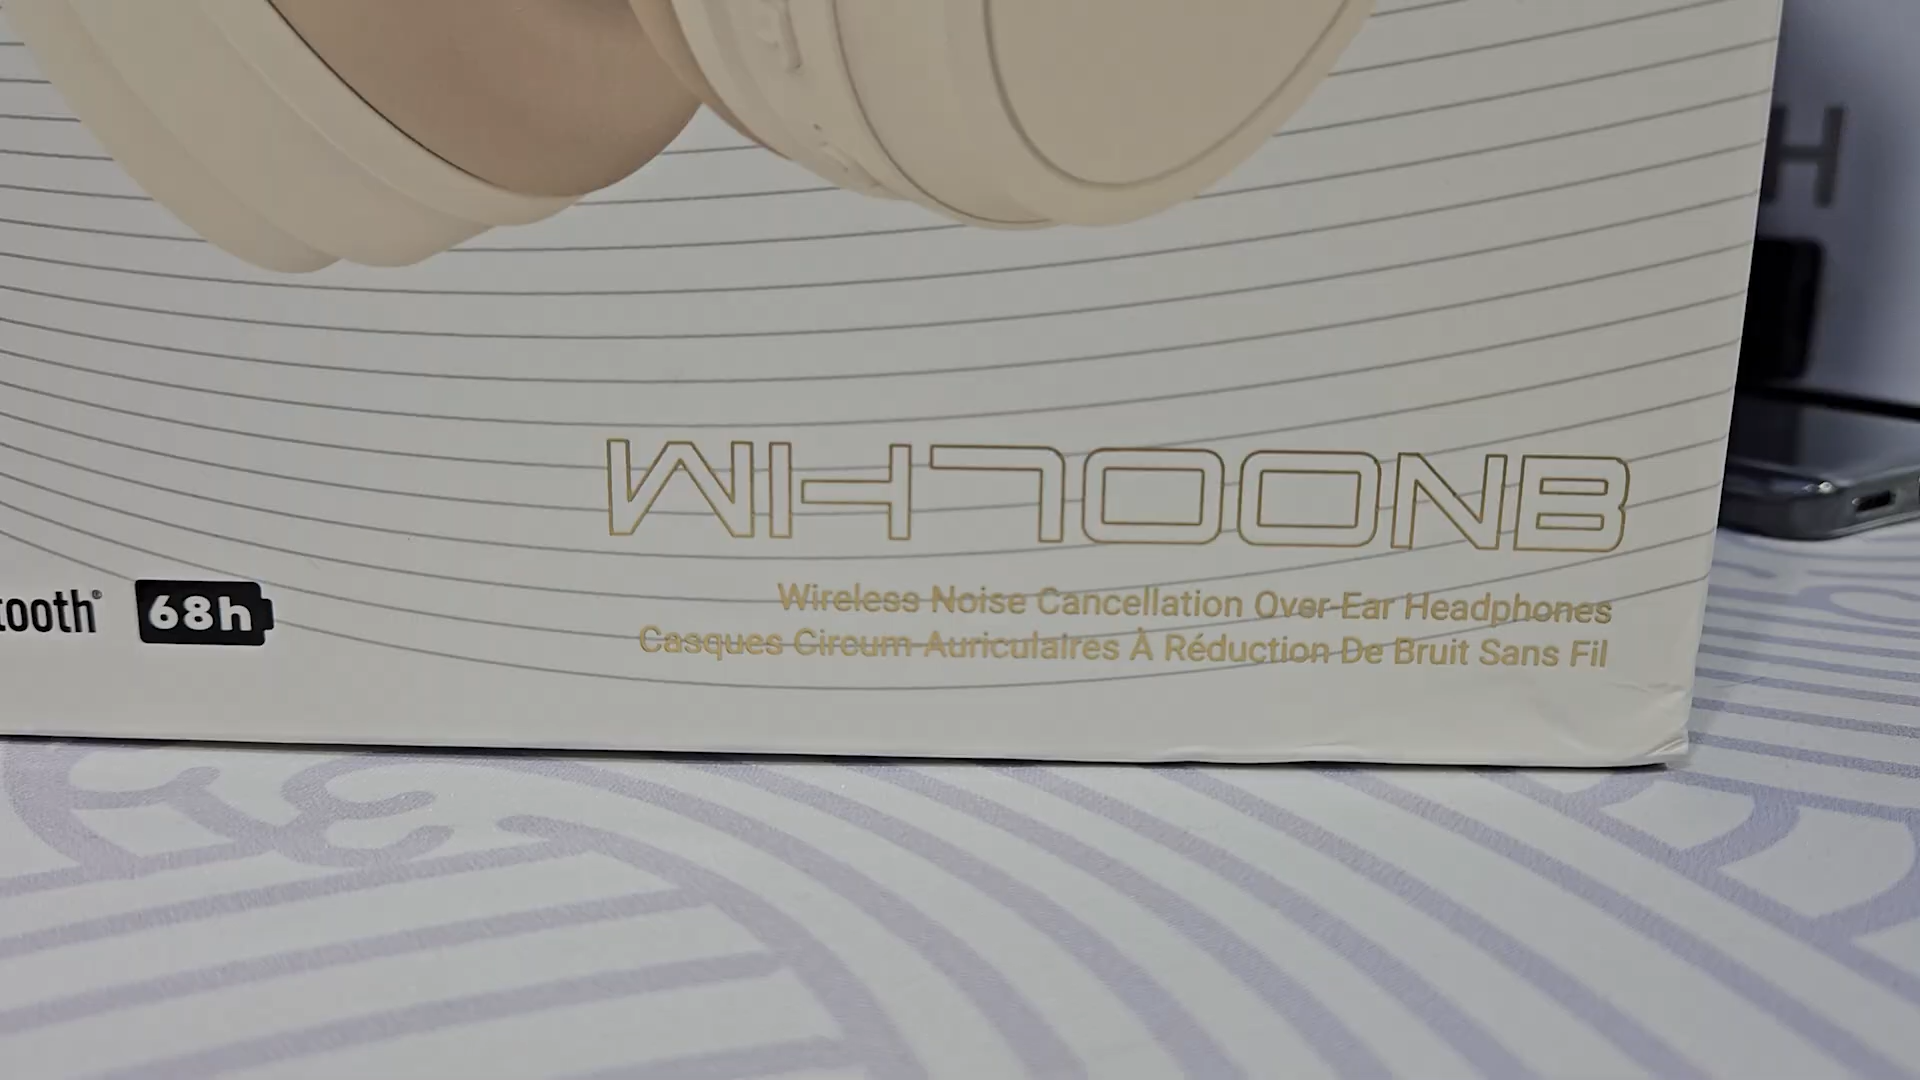 WH700NB
tooth® 68h
Wireless Noise Cancellation Over-Ear Headphones
Casques Circum-Auriculaires À Réduction De Bruit Sans Fil
H